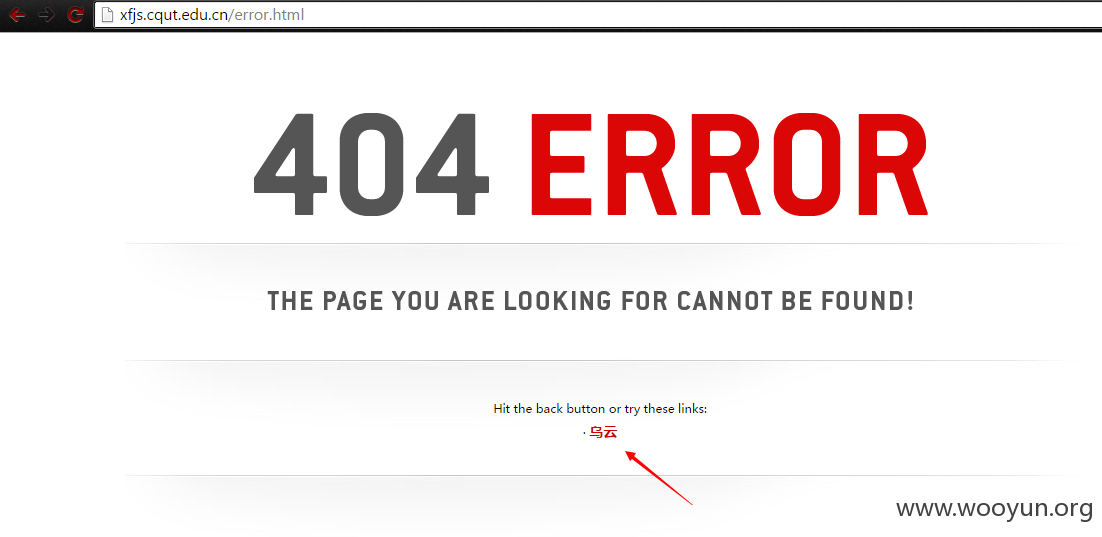 xfjs.cqut.edu.cn/error.html
404 ERROR
THE PAGE YOU ARE LOOKING FOR CANNOT BE FOUND!
Hit the back button or try these links:
· 乌云
www.wooyun.org